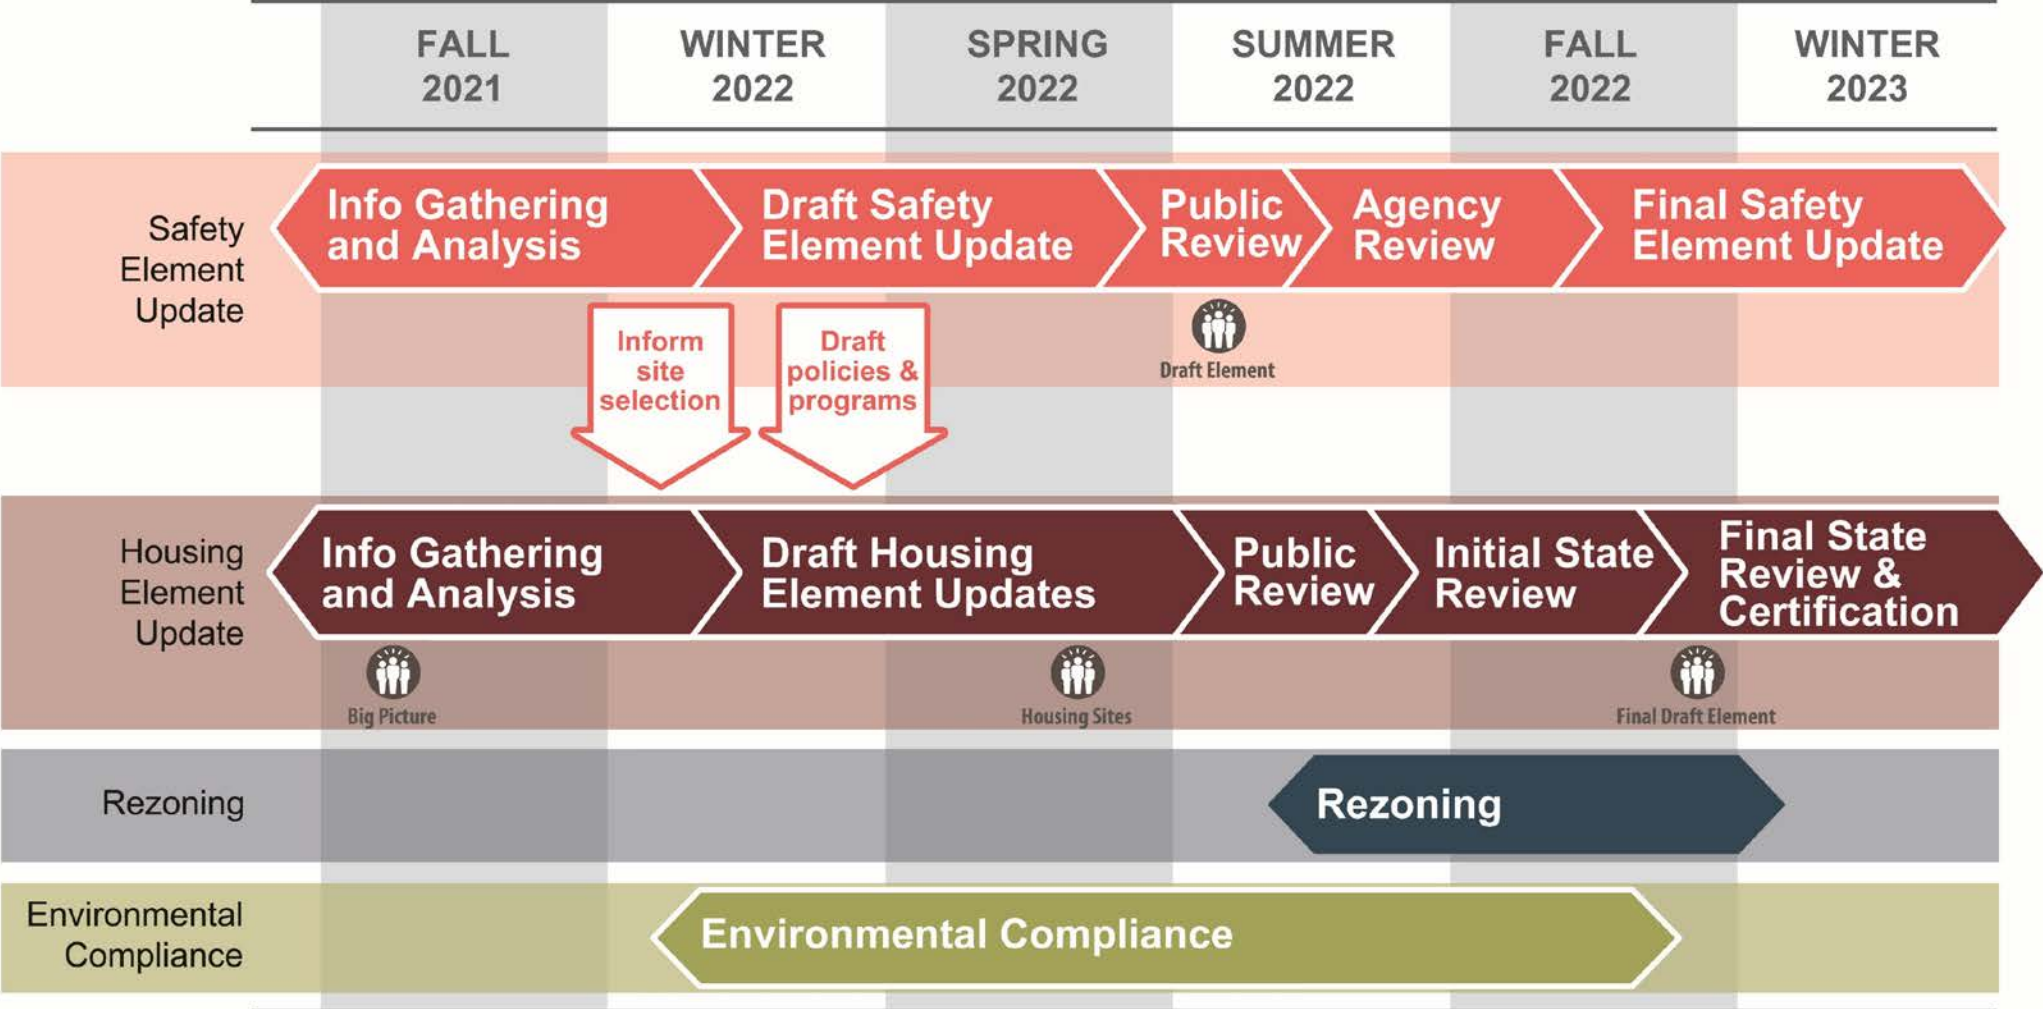 FALL
2021
WINTER
2022
SPRING
2022
SUMMER
2022
FALL
2022
WINTER
2023
Safety
Element
Update
Info Gathering
and Analysis
Draft Safety
Element Update
Public
Review
Agency
Review
Final Safety
Element Update
Inform
site
selection
Draft
policies &
programs
Draft Element
Housing
Element
Update
Info Gathering
and Analysis
Draft Housing
Element Updates
Public
Review
Initial State
Review
Final State
Review &
Certification
Big Picture
Housing Sites
Final Draft Element
Rezoning
Rezoning
Environmental
Compliance
Environmental Compliance